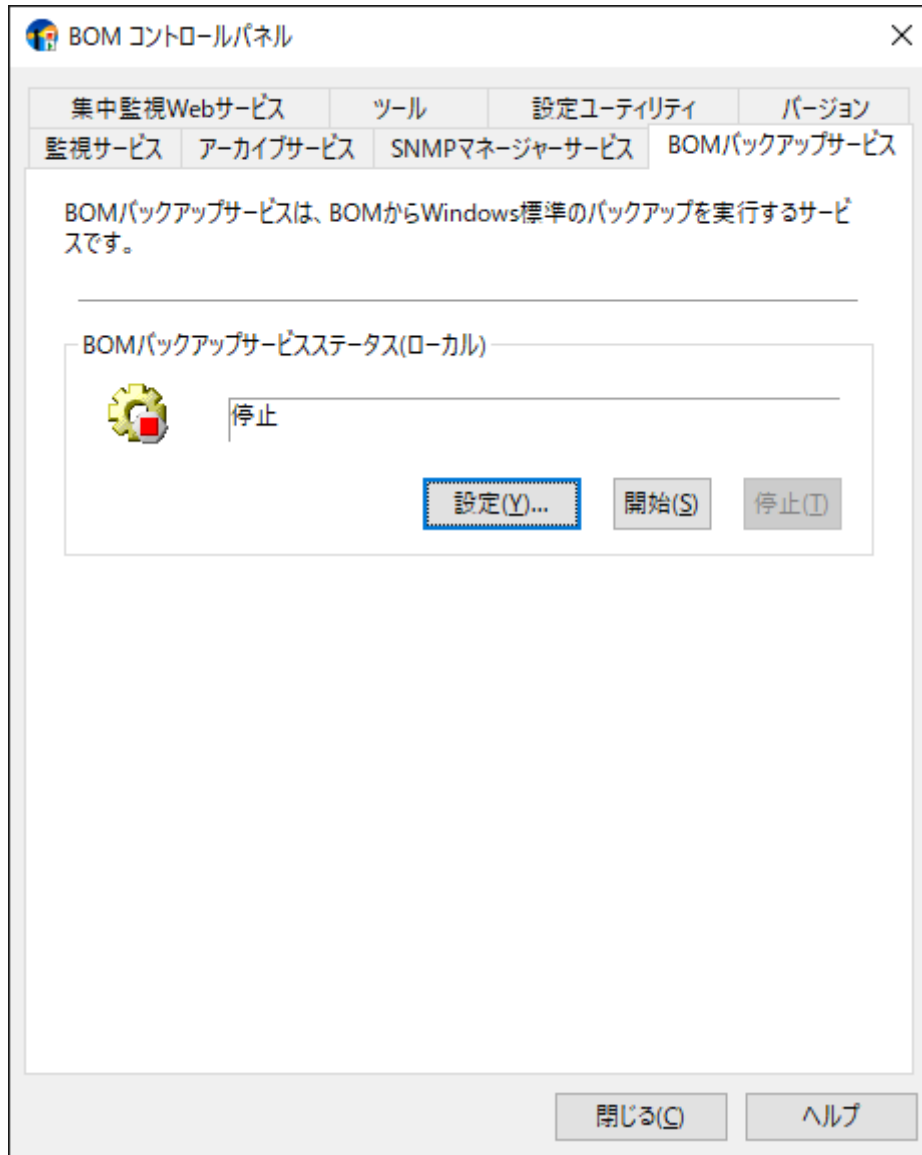 BOM コントロールパネル
集中監視Webサービス ツール 設定ユーティリティ バージョン
監視サービス アーカイブサービス SNMPマネージャーサービス BOMバックアップサービス
BOMバックアップサービスは、BOMからWindows標準のバックアップを実行するサービ
スです。
BOMバックアップサービスステータス(ローカル)
停止
設定(Y)... 開始(S) 停止(T)
閉じる(C) ヘルプ